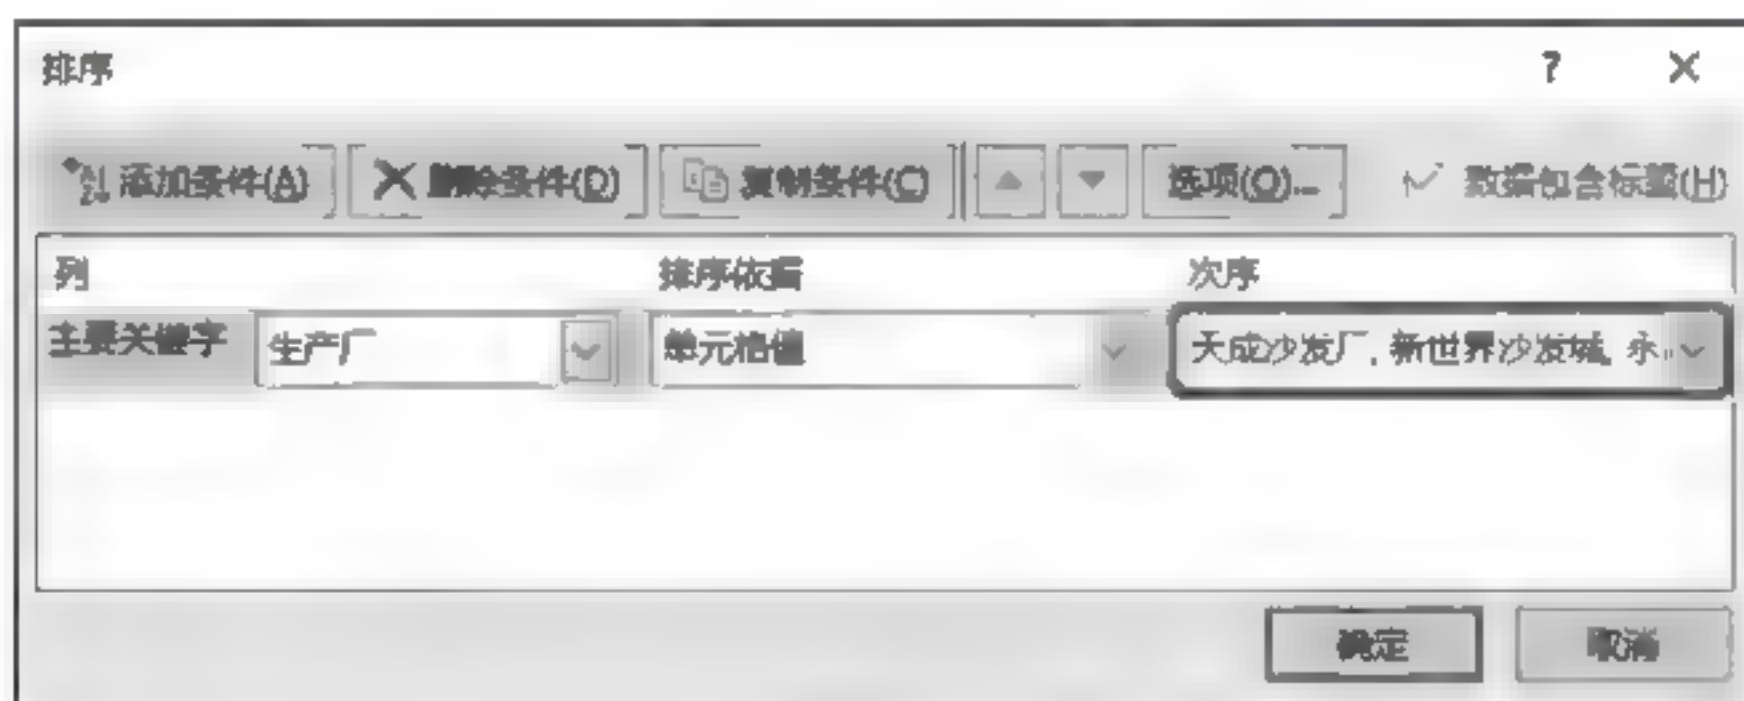 排序 ? ×
添加条件(A) 删除条件(D) 复制条件(C) 选项(O)... 数据包含标题(H)
列 排序依据 次序
主要关键字 生产厂 单元格值 天成沙发厂, 新世界沙发城, 永...
确定 取消